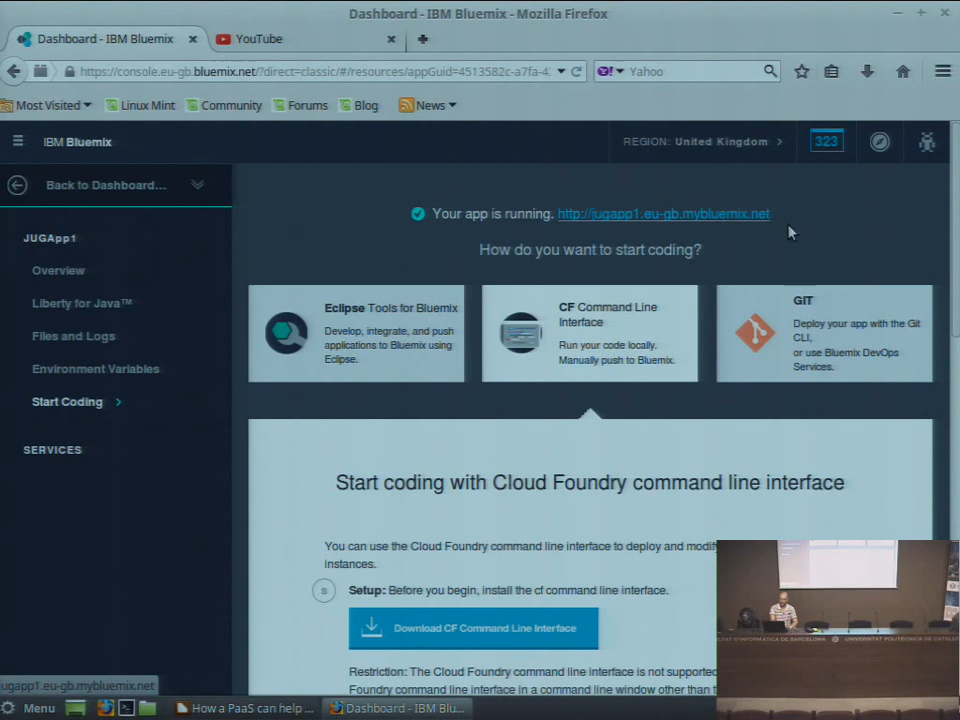 Dashboard - IBM Bluemix - Mozilla Firefox
Dashboard - IBM Bluemix
YouTube
https://console.eu-gb.bluemix.net/?direct=classic/#/resources/appGuid=4513582c-a7fa-4
Yahoo
Most Visited
Linux Mint
Community
Forums
Blog
News
IBM Bluemix
REGION: United Kingdom
323
Back to Dashboard...
Your app is running. http://jugapp1.eu-gb.mybluemix.net
How do you want to start coding?
JUGApp1
Overview
Liberty for Java™
Files and Logs
Environment Variables
Start Coding
SERVICES
Eclipse Tools for Bluemix
Develop, integrate, and push
applications to Bluemix using
Eclipse.
CF Command Line
Interface
Run your code locally.
Manually push to Bluemix.
GIT
Deploy your app with the Git
CLI,
or use Bluemix DevOps
Services.
Start coding with Cloud Foundry command line interface
You can use the Cloud Foundry command line interface to deploy and modify
instances.
S
Setup: Before you begin, install the cf command line interface.
Download CF Command Line Interface
Restriction: The Cloud Foundry command line interface is not supported
Foundry command line interface in a command line window other than
jugapp1.eu-gb.mybluemix.net
Menu
How a PaaS can help ...
Dashboard - IBM Blu...
INFORMÀTICA DE BARCELONA
UNIVERSITAT POLITÈCNICA DE